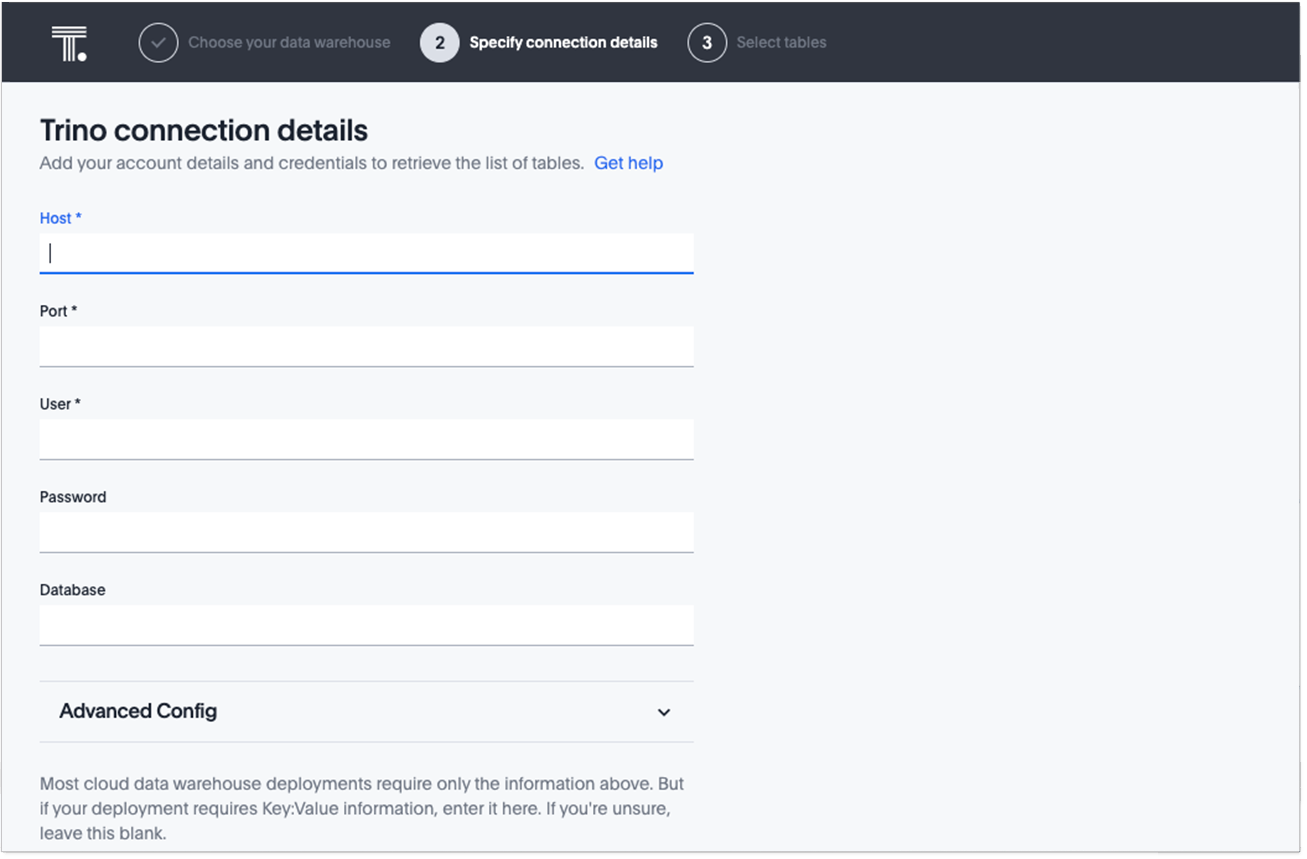 T. Choose your data warehouse 2 Specify connection details 3 Select tables
Trino connection details
Add your account details and credentials to retrieve the list of tables. Get help
Host *
Port *
User *
Password
Database
Advanced Config
Most cloud data warehouse deployments require only the information above. But
if your deployment requires Key:Value information, enter it here. If you're unsure,
leave this blank.